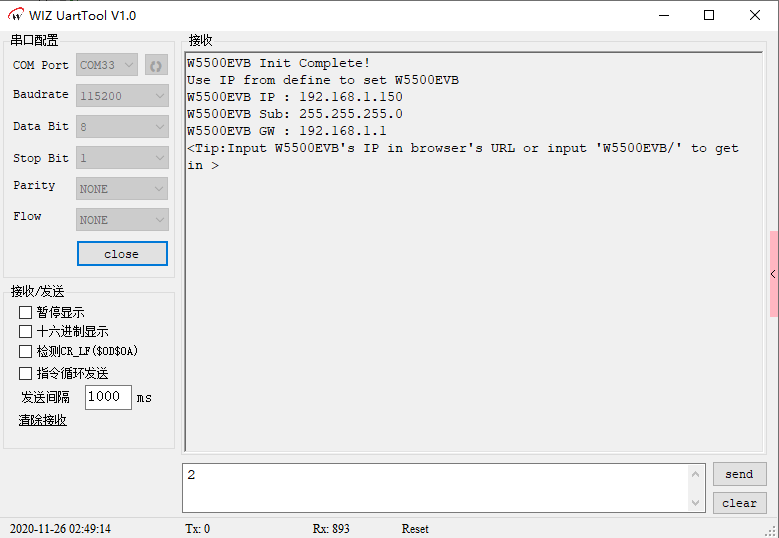 WIZ UartTool V1.0
串口配置
COM Port COM33
Baudrate 115200
Data Bit 8
Stop Bit 1
Parity NONE
Flow NONE
close
接收/发送
暂停显示
十六进制显示
检测CR_LF($0D$0A)
指令循环发送
发送间隔 1000 ms
清除接收
接收
W5500EVB Init Complete!
Use IP from define to set W5500EVB
W5500EVB IP : 192.168.1.150
W5500EVB Sub: 255.255.255.0
W5500EVB GW : 192.168.1.1
<Tip:Input W5500EVB's IP in browser's URL or input 'W5500EVB/' to get
in >
2
send
clear
2020-11-26 02:49:14 Tx: 0 Rx: 893 Reset